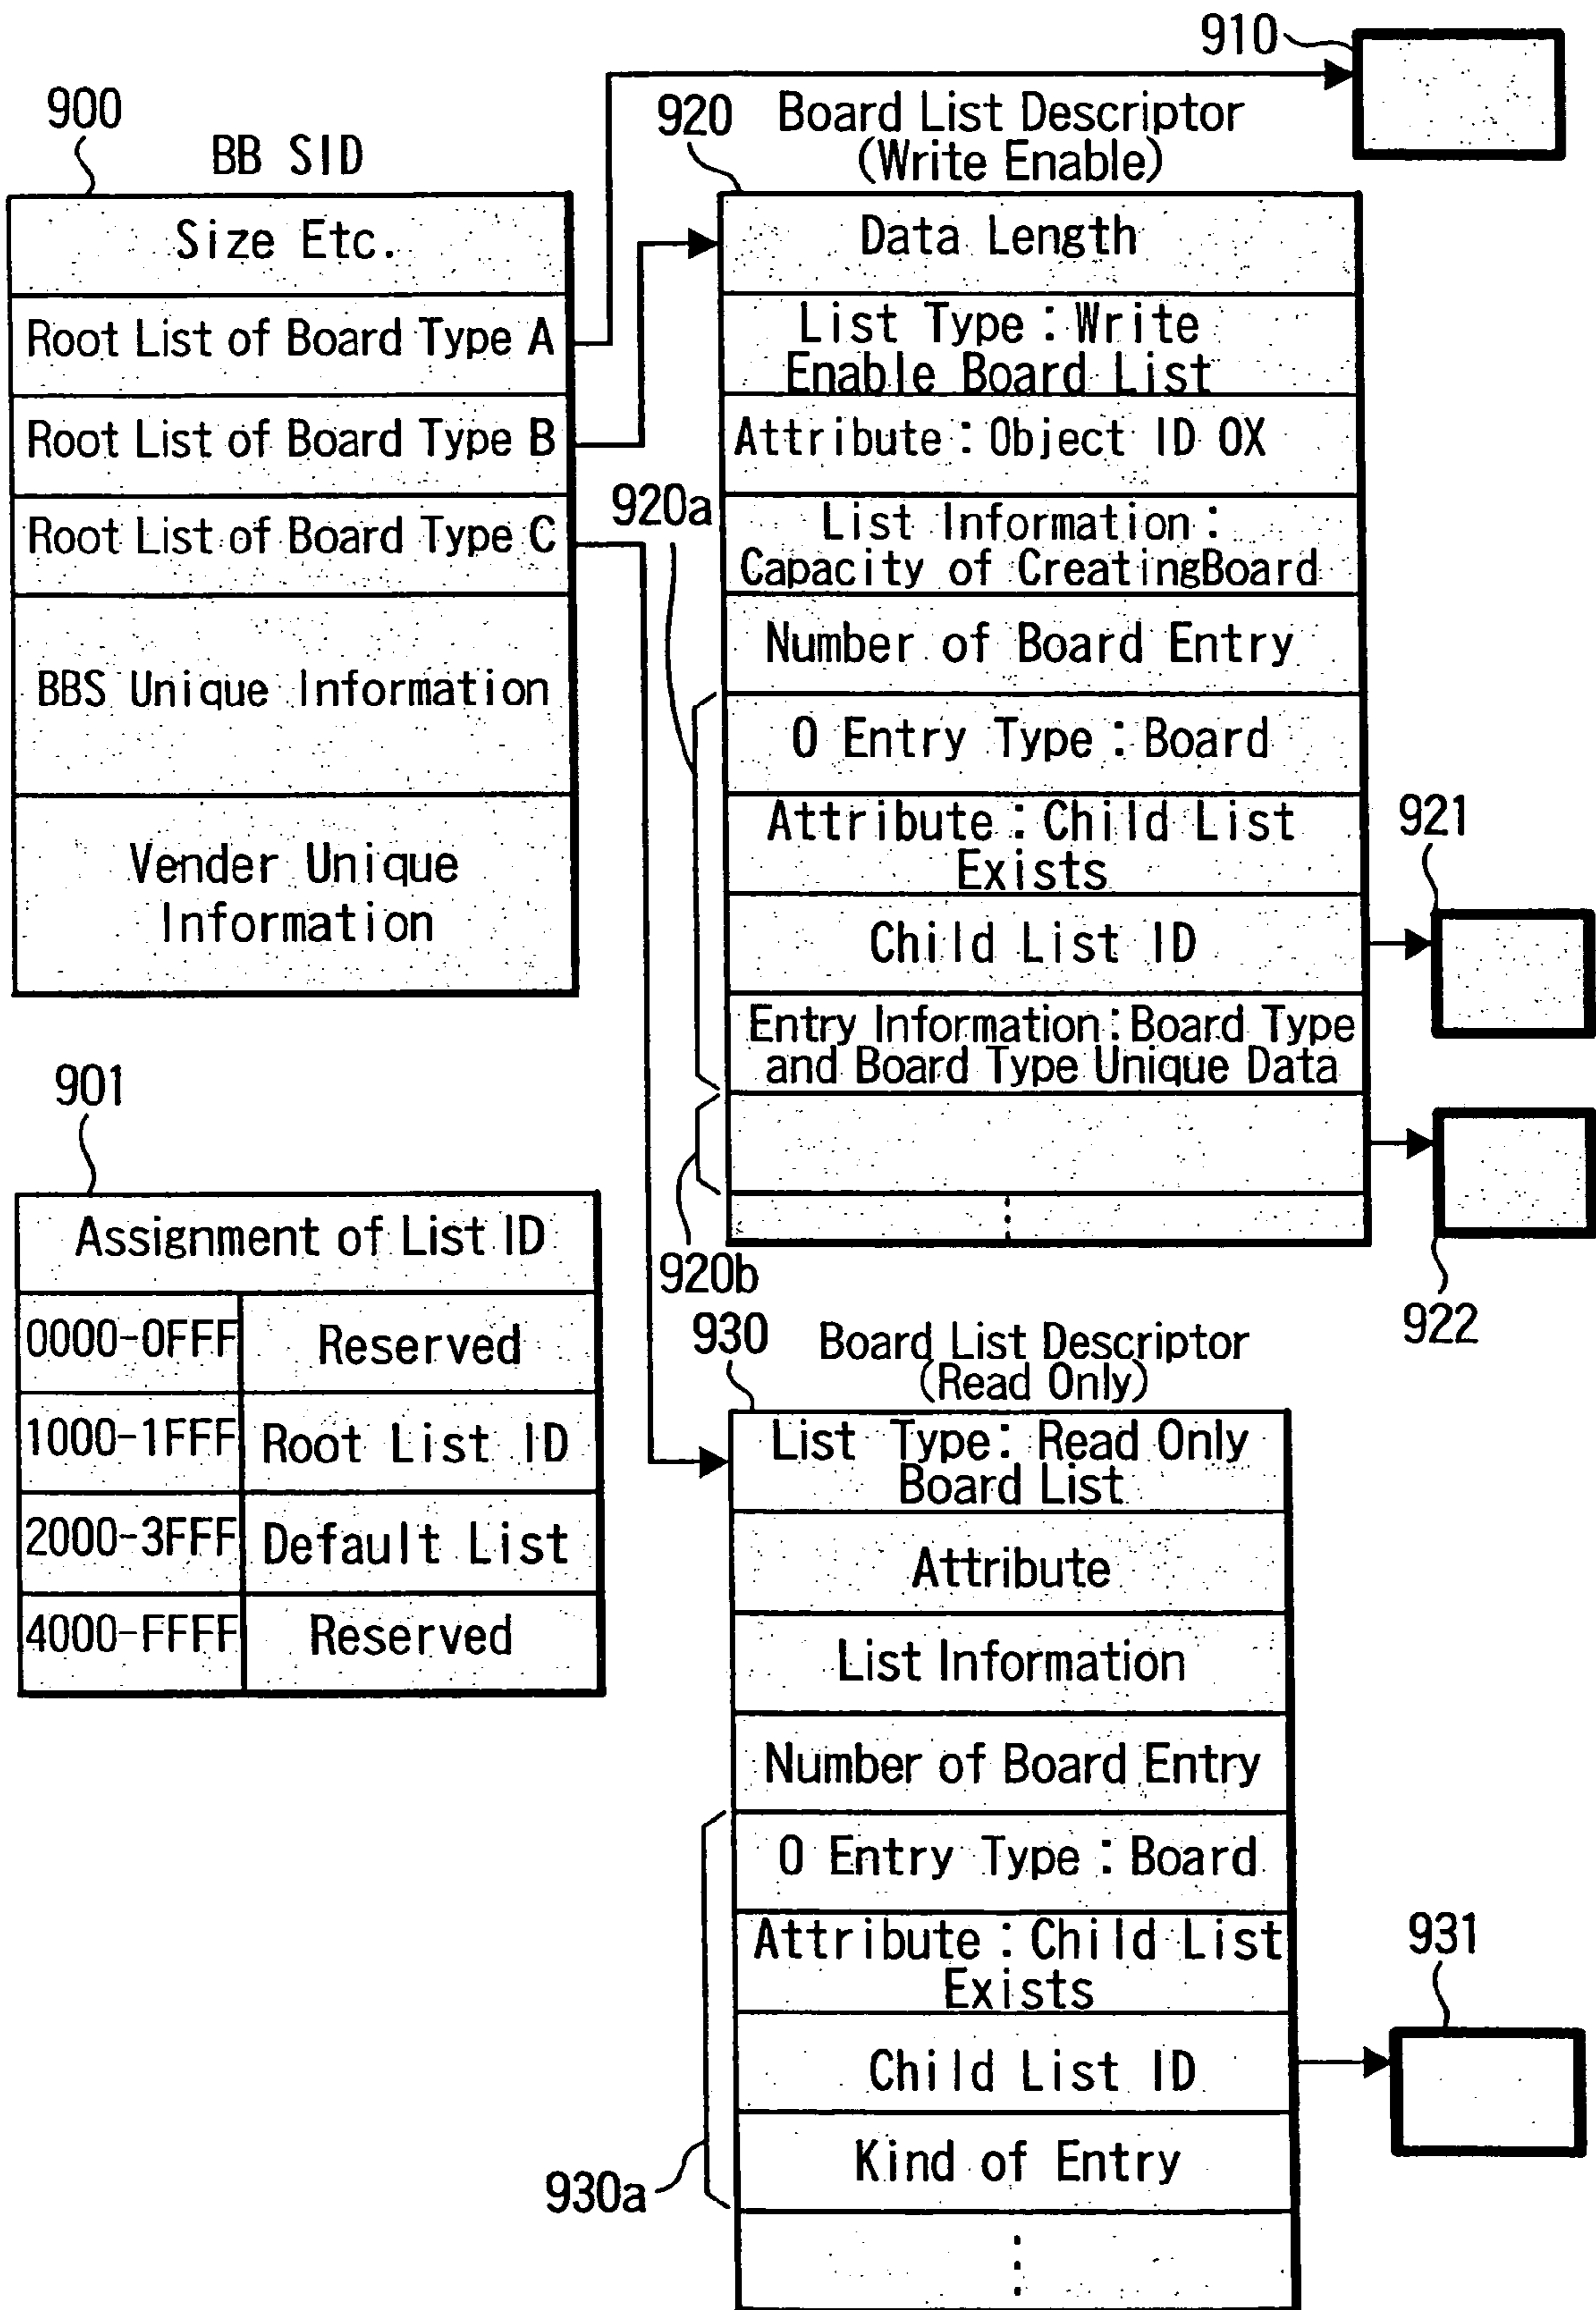 910
900
BB SID
920
Board List Descriptor
(Write Enable)
Size Etc.
Root List of Board Type A
Root List of Board Type B
Root List of Board Type C
BBS Unique Information
Vender Unique
Information
Data Length
List Type : Write
Enable Board List
Attribute : Object ID OX
920a
List Information :
Capacity of CreatingBoard
Number of Board Entry
0 Entry Type : Board
Attribute : Child List
Exists
Child List ID
921
Entry Information : Board Type
and Board Type Unique Data
920b
922
901
Assignment of List ID
0000-0FFF Reserved
1000-1FFF Root List ID
2000-3FFF Default List
4000-FFFF Reserved
930
Board List Descriptor
(Read Only)
List Type : Read Only
Board List
Attribute
List Information
Number of Board Entry
0 Entry Type : Board
Attribute : Child List
Exists
Child List ID
931
Kind of Entry
930a